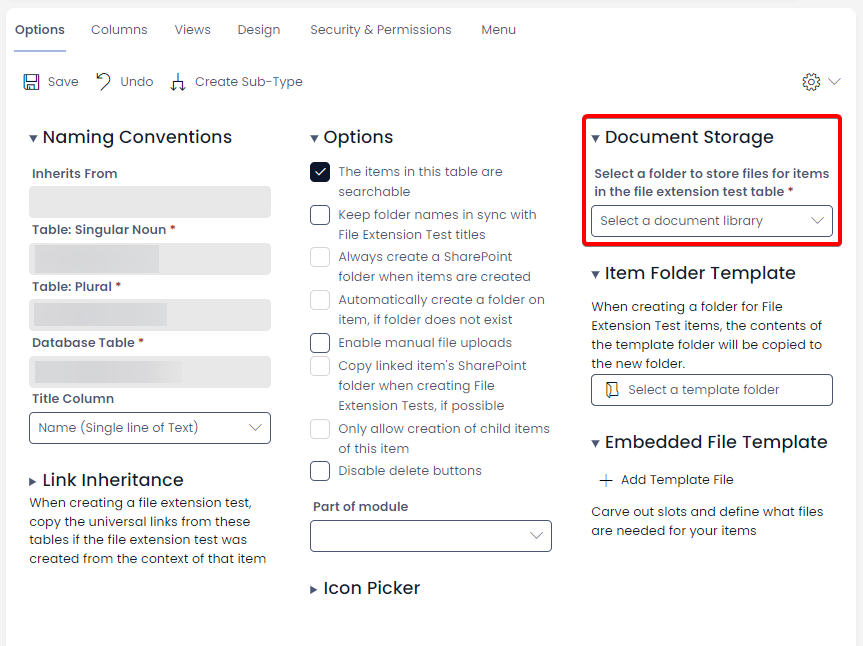 Options Columns Views Design Security & Permissions Menu
Save Undo Create Sub-Type
Naming Conventions
Inherits From
Table: Singular Noun *
Table: Plural *
Database Table *
Title Column
Name (Single line of Text)
Link Inheritance
When creating a file extension test,
copy the universal links from these
tables if the file extension test was
created from the context of that item
Options
The items in this table are
searchable
Keep folder names in sync with
File Extension Test titles
Always create a SharePoint
folder when items are created
Automatically create a folder on
item, if folder does not exist
Enable manual file uploads
Copy linked item's SharePoint
folder when creating File
Extension Tests, if possible
Only allow creation of child items
of this item
Disable delete buttons
Part of module
Icon Picker
Document Storage
Select a folder to store files for items
in the file extension test table *
Select a document library
Item Folder Template
When creating a folder for File
Extension Test items, the contents of
the template folder will be copied to
the new folder.
Select a template folder
Embedded File Template
Add Template File
Carve out slots and define what files
are needed for your items